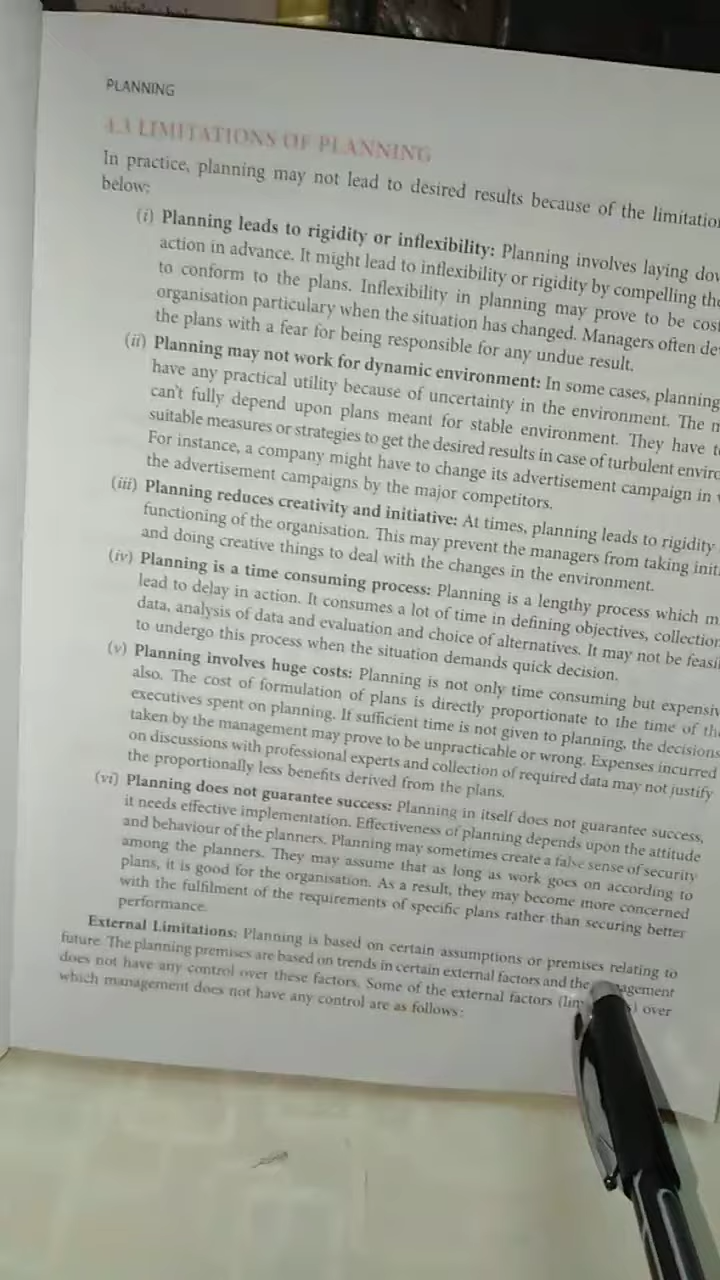 PLANNING
4.3 LIMITATIONS OF PLANNING
In practice, planning may not lead to desired results because of the limitation
below:
(i) Planning leads to rigidity or inflexibility: Planning involves laying dow
action in advance. It might lead to inflexibility or rigidity by compelling the
to conform to the plans. Inflexibility in planning may prove to be cost
organisation particulary when the situation has changed. Managers often de
the plans with a fear for being responsible for any undue result.
(ii) Planning may not work for dynamic environment: In some cases, planning
have any practical utility because of uncertainty in the environment. The m
can't fully depend upon plans meant for stable environment. They have t
suitable measures or strategies to get the desired results in case of turbulent enviro
For instance, a company might have to change its advertisement campaign in
the advertisement campaigns by the major competitors.
(iii) Planning reduces creativity and initiative: At times, planning leads to rigidity
functioning of the organisation. This may prevent the managers from taking initi
and doing creative things to deal with the changes in the environment.
(iv) Planning is a time consuming process: Planning is a lengthy process which m
lead to delay in action. It consumes a lot of time in defining objectives, collection
data, analysis of data and evaluation and choice of alternatives. It may not be feasi
to undergo this process when the situation demands quick decision.
(v) Planning involves huge costs: Planning is not only time consuming but expensiv
also. The cost of formulation of plans is directly proportionate to the time of the
executives spent on planning. If sufficient time is not given to planning, the decisions
taken by the management may prove to be unpracticable or wrong. Expenses incurred
on discussions with professional experts and collection of required data may not justify
the proportionally less benefits derived from the plans.
(vi) Planning does not guarantee success: Planning in itself does not guarantee success,
it needs effective implementation. Effectiveness of planning depends upon the attitude
and behaviour of the planners. Planning may sometimes create a false sense of security
among the planners. They may assume that as long as work goes on according to
plans, it is good for the organisation. As a result, they may become more concerned
with the fulfilment of the requirements of specific plans rather than securing better
performance.
External Limitations: Planning is based on certain assumptions or premises relating to
future. The planning premises are based on trends in certain external factors and the agement
does not have any control over these factors. Some of the external factors (lim s) over
which management does not have any control are as follows: